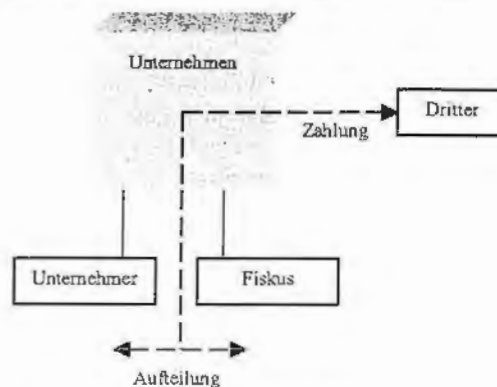 Unternehmen
Dritter
Zahlung
Unternehmer
Fiskus
Aufteilung